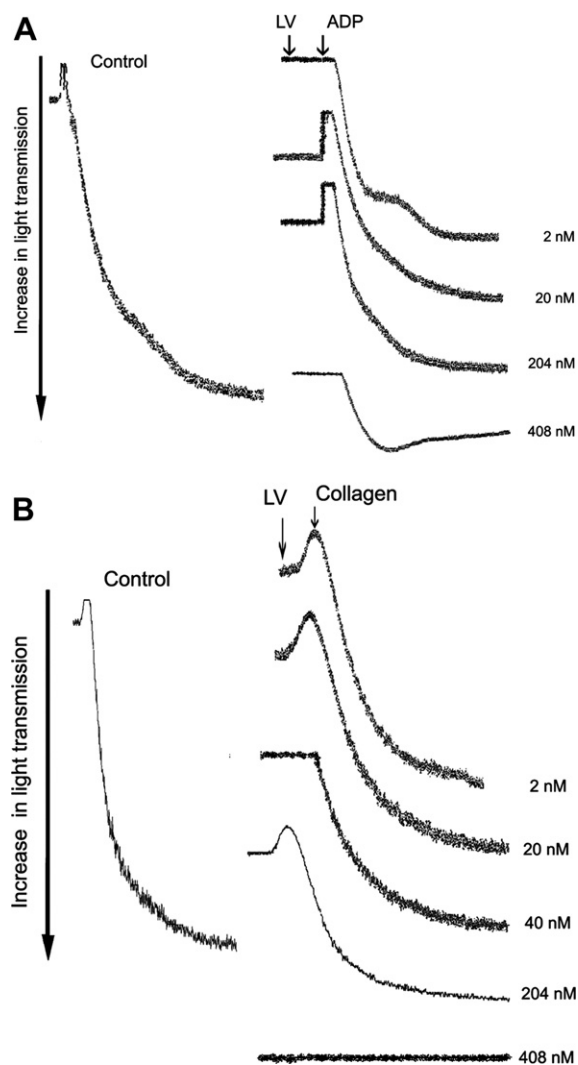 A
LV ADP
Control
Increase in light transmission
2 nM
20 nM
204 nM
408 nM
B
LV Collagen
Control
Increase in light transmission
2 nM
20 nM
40 nM
204 nM
408 nM